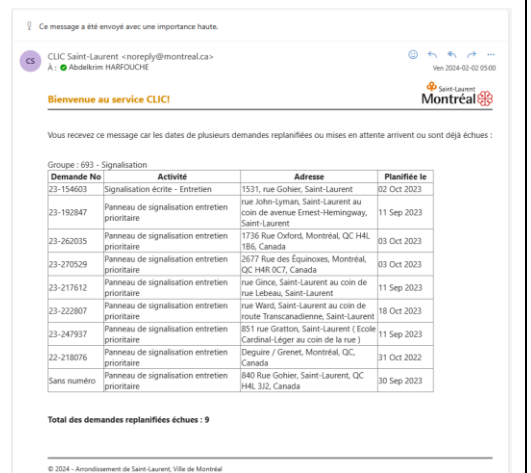 Ce message a été envoyé avec une importance haute.
CS
CLIC Saint-Laurent <noreply@montreal.ca>
À : Abdelkrim HARFOUCHE
Ven 2024-02-02 05:00
Bienvenue au service CLIC!
Saint-Laurent
Montréal
Vous recevez ce message car les dates de plusieurs demandes replanifiées ou mises en attente arrivent ou sont déjà échues :
Groupe : 693 - Signalisation
Demande No Activité Adresse Planifiée le
23-154603 Signalisation écrite - Entretien 1531, rue Gohier, Saint-Laurent 02 Oct 2023
23-192847 Panneau de signalisation entretien prioritaire rue John-Lyman, Saint-Laurent au coin de avenue Ernest-Hemingway, Saint-Laurent 11 Sep 2023
23-262035 Panneau de signalisation entretien prioritaire 1736 Rue Oxford, Montréal, QC H4L 1B6, Canada 03 Oct 2023
23-270529 Panneau de signalisation entretien prioritaire 2677 Rue des Équinoxes, Montréal, QC H4R 0C7, Canada 03 Oct 2023
23-217612 Panneau de signalisation entretien prioritaire rue Gince, Saint-Laurent au coin de rue Lebeau, Saint-Laurent 11 Sep 2023
23-222807 Panneau de signalisation entretien prioritaire rue Ward, Saint-Laurent au coin de route Transcanadienne, Saint-Laurent 18 Oct 2023
23-247937 Panneau de signalisation entretien prioritaire 851 rue Gratton, Saint-Laurent ( Ecole Cardinal-Léger au coin de la rue ) 11 Sep 2023
22-218076 Panneau de signalisation entretien prioritaire Deguire / Grenet, Montréal, QC, Canada 31 Oct 2022
Sans numéro Panneau de signalisation entretien prioritaire 840 Rue Gohier, Saint-Laurent, QC H4L 3J2, Canada 30 Sep 2023
Total des demandes replanifiées échues : 9
© 2024 - Arrondissement de Saint-Laurent, Ville de Montréal